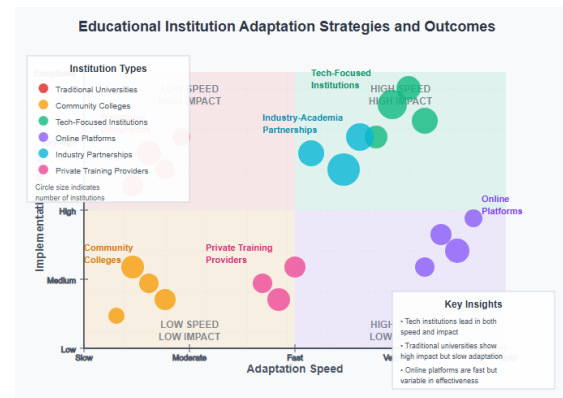 Educational Institution Adaptation Strategies and Outcomes
Institution Types
Traditional Universities
Community Colleges
Tech-Focused Institutions
Online Platforms
Industry Partnerships
Private Training Providers
Circle size indicates
number of institutions
LOW SPEED
HIGH IMPACT
Tech-Focused
Institutions
HIGH SPEED
HIGH IMPACT
Industry-Academia
Partnerships
Online
Platforms
High
Medium
Low
Community
Colleges
Private Training
Providers
LOW SPEED
LOW IMPACT
HIGH
LOW
Slow
Moderate
Fast
Adaptation Speed
Key Insights
• Tech institutions lead in both
speed and impact
• Traditional universities show
high impact but slow adaptation
• Online platforms are fast but
variable in effectiveness